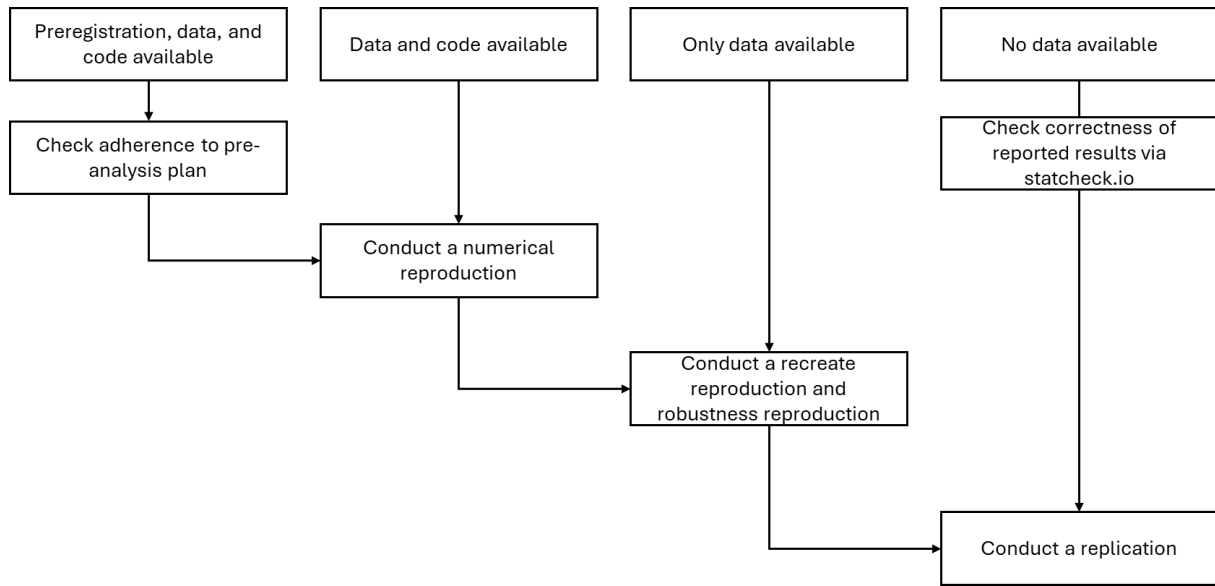 Preregistration, data, and
code available
Data and code available
Only data available
No data available
Check adherence to pre-
analysis plan
Check correctness of
reported results via
statcheck.io
Conduct a numerical
reproduction
Conduct a recreate
reproduction and
robustness reproduction
Conduct a replication